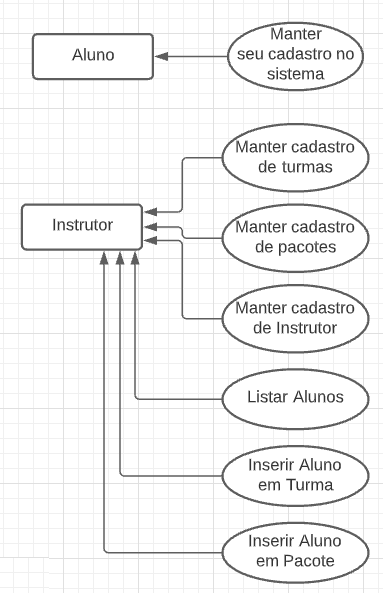 Aluno
Manter
seu cadastro no
sistema
Manter cadastro
de turmas
Instrutor
Manter cadastro
de pacotes
Manter cadastro
de Instrutor
Listar Alunos
Inserir Aluno
em Turma
Inserir Aluno
em Pacote